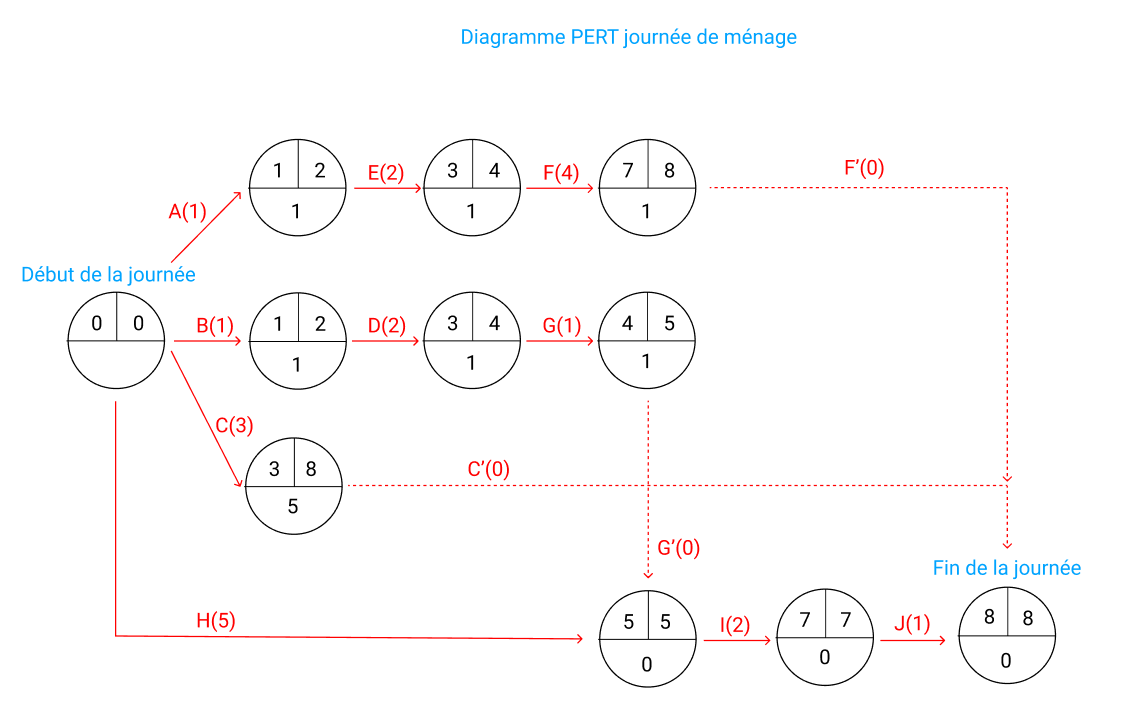 Diagramme PERT journée de ménage
F'(0)
E(2)
F(4)
1 2
1
3 4
1
7 8
1
A(1)
Début de la journée
0 0
B(1)
1 2
1
D(2)
3 4
1
G(1)
4 5
1
C(3)
3 8
5
C'(0)
G'(0)
Fin de la journée
H(5)
5 5
0
I(2)
7 7
0
J(1)
8 8
0